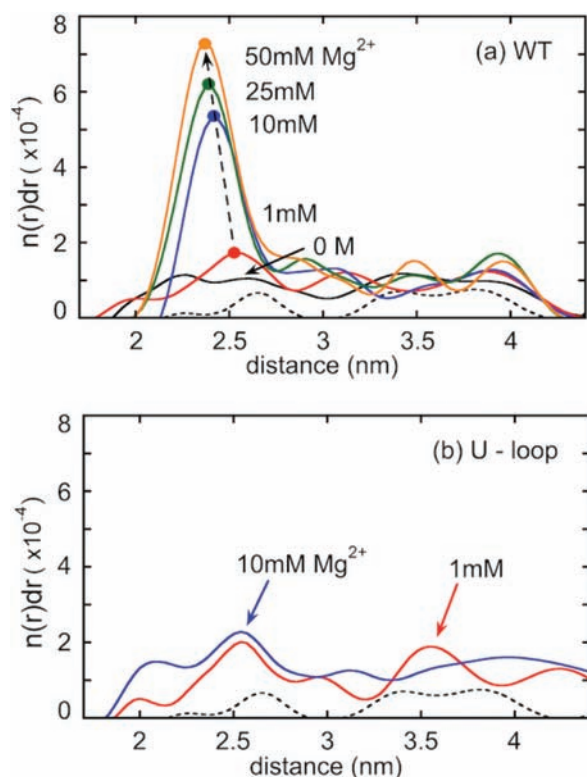 8
(a) WT
50mM Mg²⁺
6
25mM
10mM
4
n(r)dr ( x10⁻⁴)
1mM
2
0 M
0
2 2.5 3 3.5 4
distance (nm)
8
(b) U - loop
6
4
10mM Mg²⁺ 1mM
n(r)dr ( x10⁻⁴)
2
0
2 2.5 3 3.5 4
distance (nm)